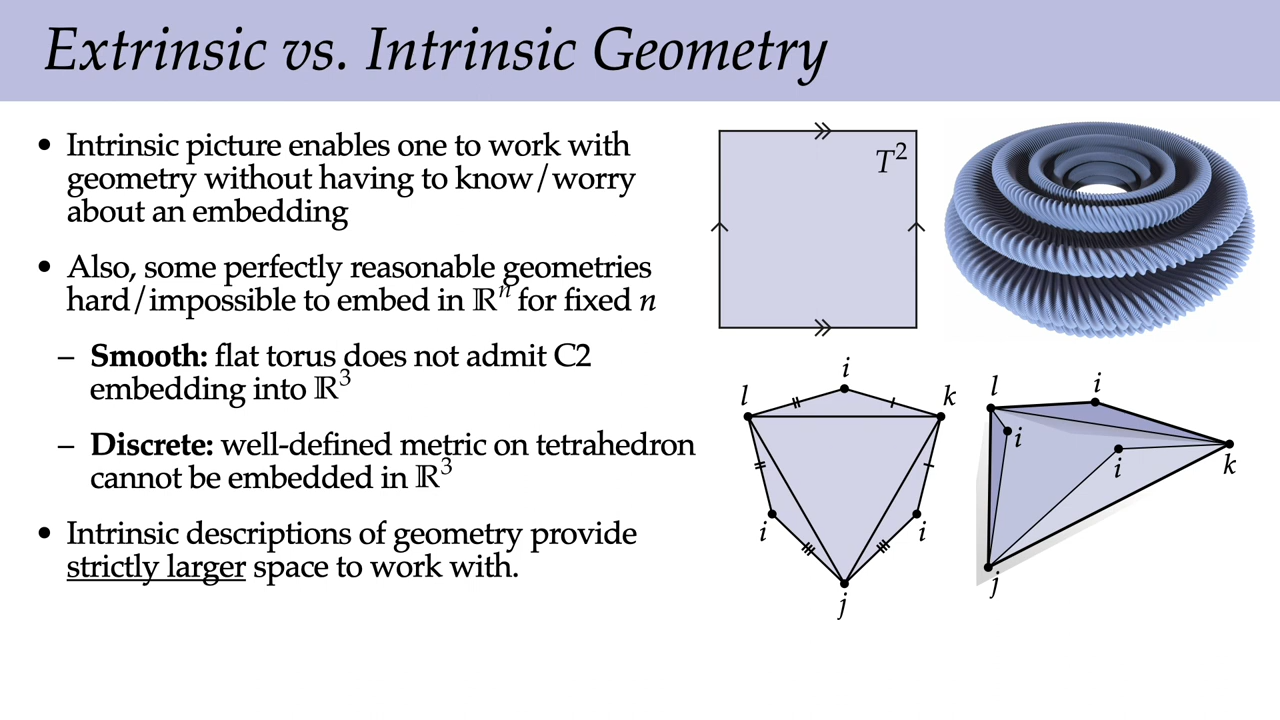 Extrinsic vs. Intrinsic Geometry
• Intrinsic picture enables one to work with
geometry without having to know/worry
about an embedding
• Also, some perfectly reasonable geometries
hard/impossible to embed in ℝⁿ for fixed n
– Smooth: flat torus does not admit C2
embedding into ℝ³
– Discrete: well-defined metric on tetrahedron
cannot be embedded in ℝ³
• Intrinsic descriptions of geometry provide
strictly larger space to work with.
T²
i
l
k
i
i
j
l
i
i
i
k
j